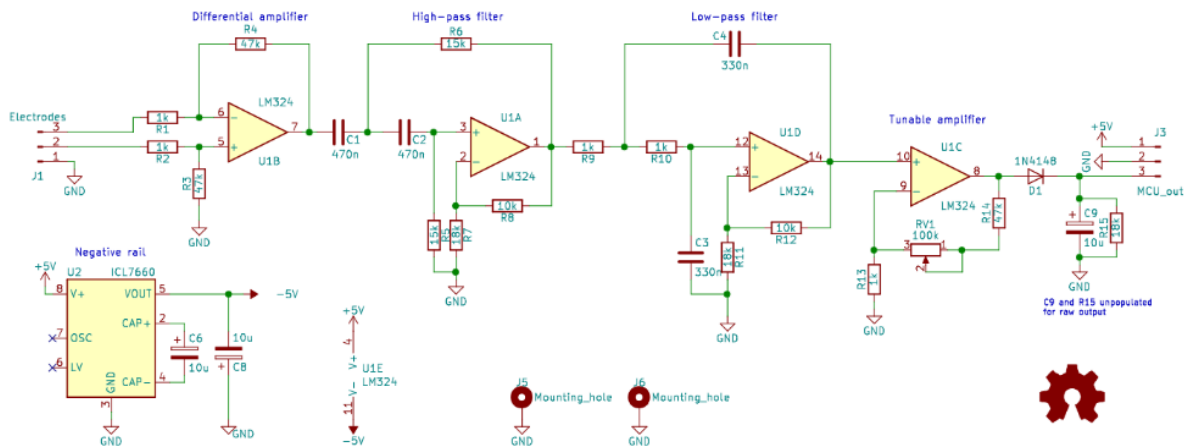 Differential amplifier
High-pass filter
Low-pass filter
R4
47k
R6
15k
C4
330n
Electrodes
3
2
1
J1
GND
1k
R1
1k
R2
6
5
7
LM324
U1B
R3
47k
GND
C1
470n
C2
470n
3
2
1
U1A
LM324
10k
R8
15k
R5
18k
R7
GND
1k
R9
1k
R10
12
13
14
U1D
LM324
10k
R12
C3
330n
GND
18k
R11
GND
Tunable amplifier
10
9
8
U1C
LM324
1N4148
D1
R14
47k
RV1
100k
3
1
2
R13
1k
GND
+5V
GND
J3
1
2
3
MCU_out
C9
10u
R15
18k
GND
C9 and R15 unpopulated
for raw output
Negative rail
+5V
U2
ICL7660
8
V+
VOUT
5
-5V
7
OSC
CAP+
2
6
LV
CAP-
4
GND
3
GND
C6
10u
10u
C8
GND
+5V
4
V+
U1E
LM324
V-
11
-5V
J5
Mounting_hole
GND
J6
Mounting_hole
GND